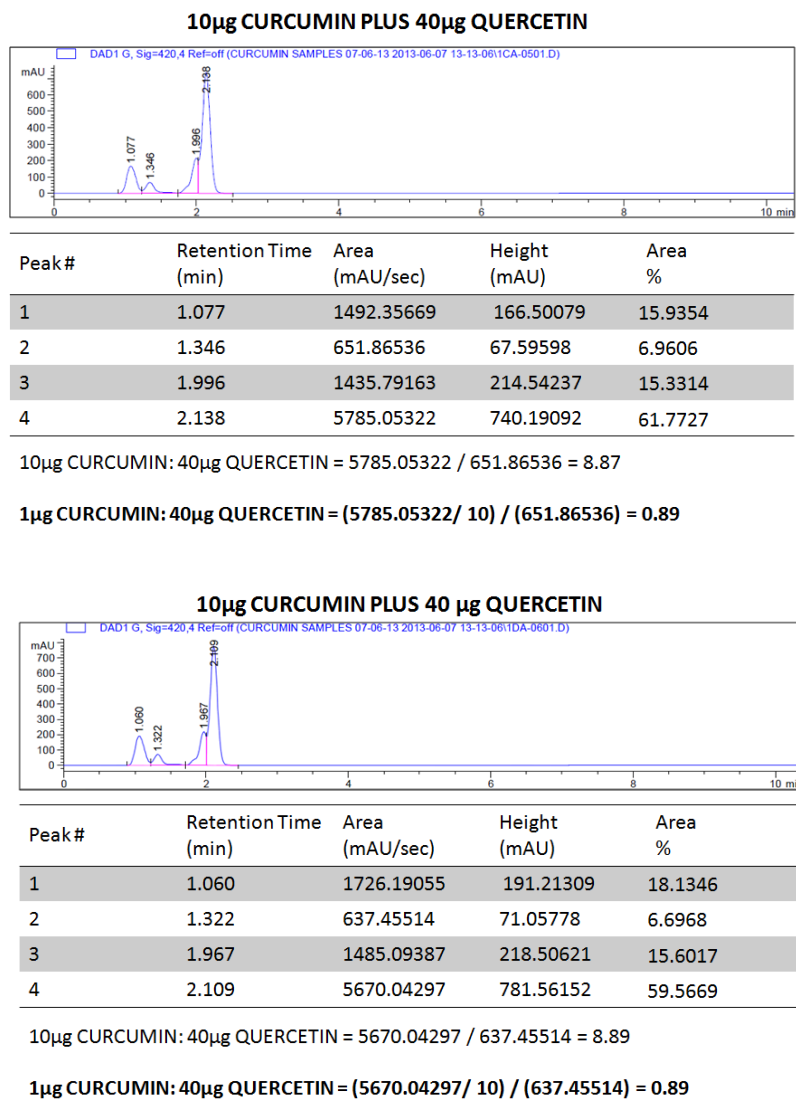 10µg CURCUMIN PLUS 40µg QUERCETIN
DAD1 G, Sig=420,4 Ref=off (CURCUMIN SAMPLES 07-06-13 2013-06-07 13-13-06\1CA-0501.D)
mAU
600
500
400
300
200
100
0
1.077
1.346
1.996
2.138
0 2 4 6 8 10 min
Peak # Retention Time (min) Area (mAU/sec) Height (mAU) Area %
1 1.077 1492.35669 166.50079 15.9354
2 1.346 651.86536 67.59598 6.9606
3 1.996 1435.79163 214.54237 15.3314
4 2.138 5785.05322 740.19092 61.7727
10µg CURCUMIN: 40µg QUERCETIN = 5785.05322 / 651.86536 = 8.87
1µg CURCUMIN: 40µg QUERCETIN = (5785.05322/ 10) / (651.86536) = 0.89
10µg CURCUMIN PLUS 40 µg QUERCETIN
DAD1 G, Sig=420,4 Ref=off (CURCUMIN SAMPLES 07-06-13 2013-06-07 13-13-06\1DA-0601.D)
mAU
700
600
500
400
300
200
100
0
1.060
1.322
1.967
2.109
0 2 4 6 8 10 min
Peak # Retention Time (min) Area (mAU/sec) Height (mAU) Area %
1 1.060 1726.19055 191.21309 18.1346
2 1.322 637.45514 71.05778 6.6968
3 1.967 1485.09387 218.50621 15.6017
4 2.109 5670.04297 781.56152 59.5669
10µg CURCUMIN: 40µg QUERCETIN = 5670.04297 / 637.45514 = 8.89
1µg CURCUMIN: 40µg QUERCETIN = (5670.04297/ 10) / (637.45514) = 0.89